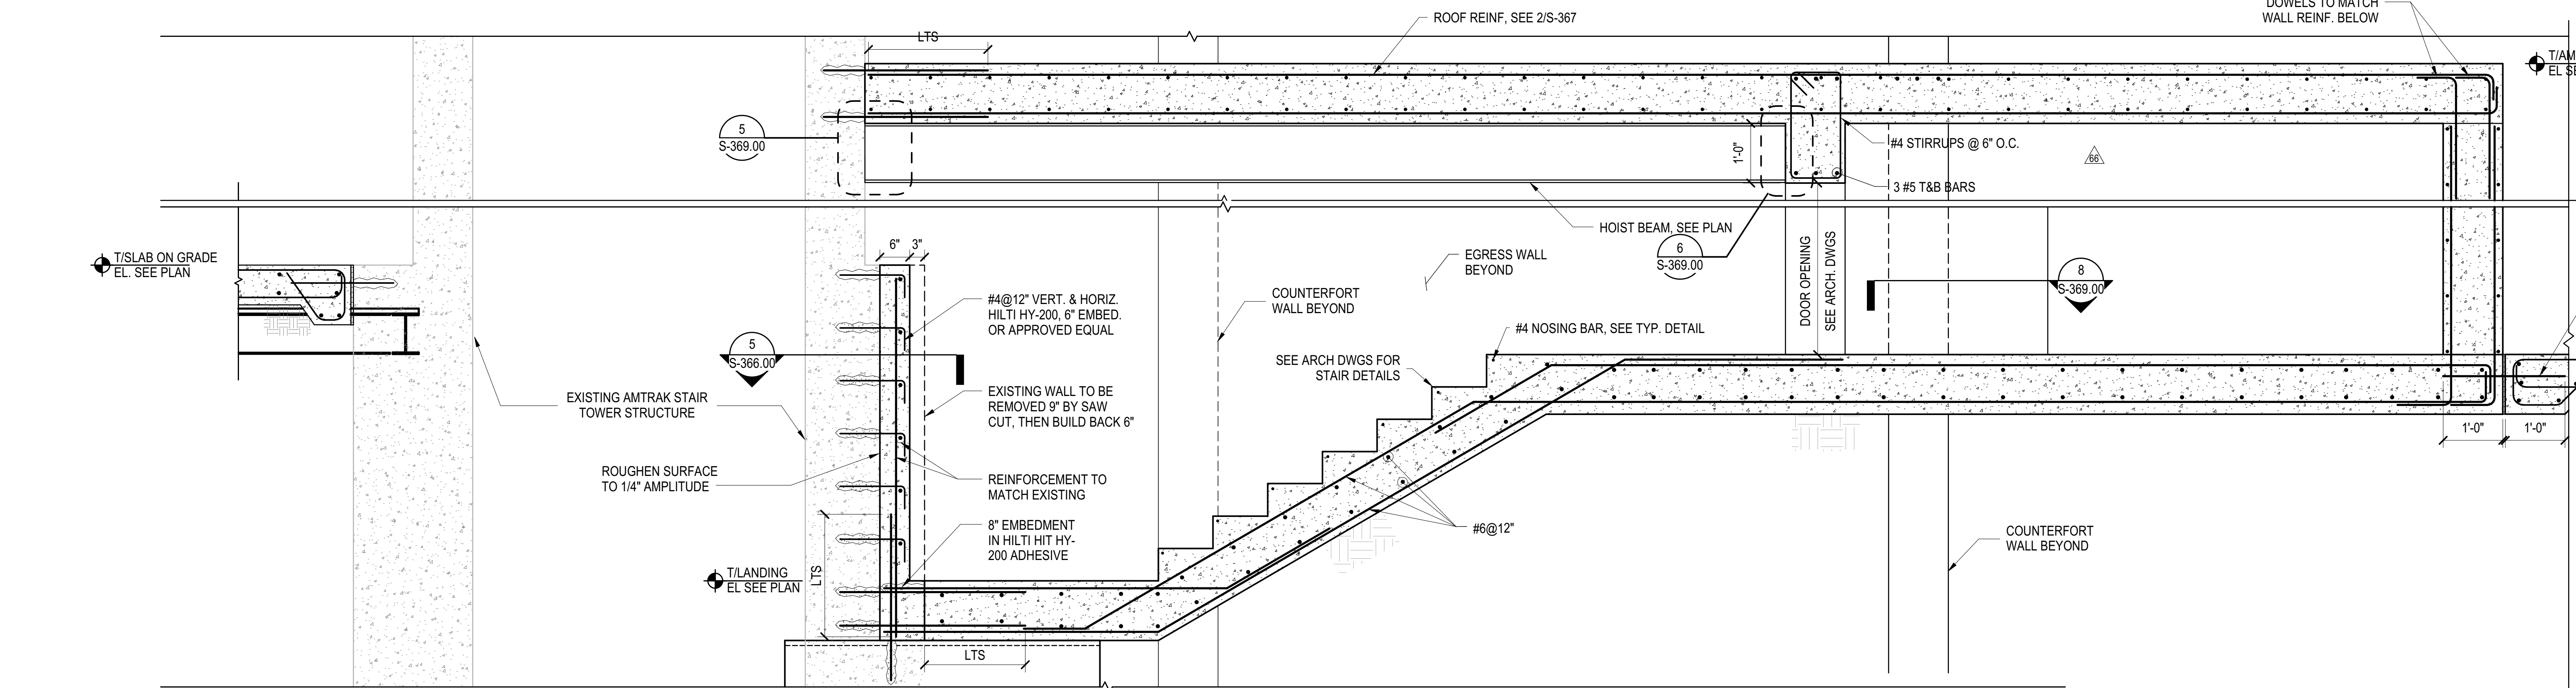 DOWELS TO MATCH
WALL REINF. BELOW
ROOF REINF, SEE 2/S-367
LTS
5
S-369.00
1'-0"
#4 STIRRUPS @ 6" O.C.
66
3 #5 T&B BARS
HOIST BEAM, SEE PLAN
6
S-369.00
T/SLAB ON GRADE
EL. SEE PLAN
6"
3"
EGRESS WALL
BEYOND
DOOR OPENING
SEE ARCH. DWGS
8
S-369.00
#4@12" VERT. & HORIZ.
HILTI HY-200, 6" EMBED.
OR APPROVED EQUAL
COUNTERFORT
WALL BEYOND
#4 NOSING BAR, SEE TYP. DETAIL
5
S-366.00
SEE ARCH DWGS FOR
STAIR DETAILS
EXISTING AMTRAK STAIR
TOWER STRUCTURE
EXISTING WALL TO BE
REMOVED 9" BY SAW
CUT, THEN BUILD BACK 6"
1'-0"
1'-0"
ROUGHEN SURFACE
TO 1/4" AMPLITUDE
REINFORCEMENT TO
MATCH EXISTING
8" EMBEDMENT
IN HILTI HIT HY-
200 ADHESIVE
#6@12"
COUNTERFORT
WALL BEYOND
T/LANDING
EL SEE PLAN
LTS
LTS